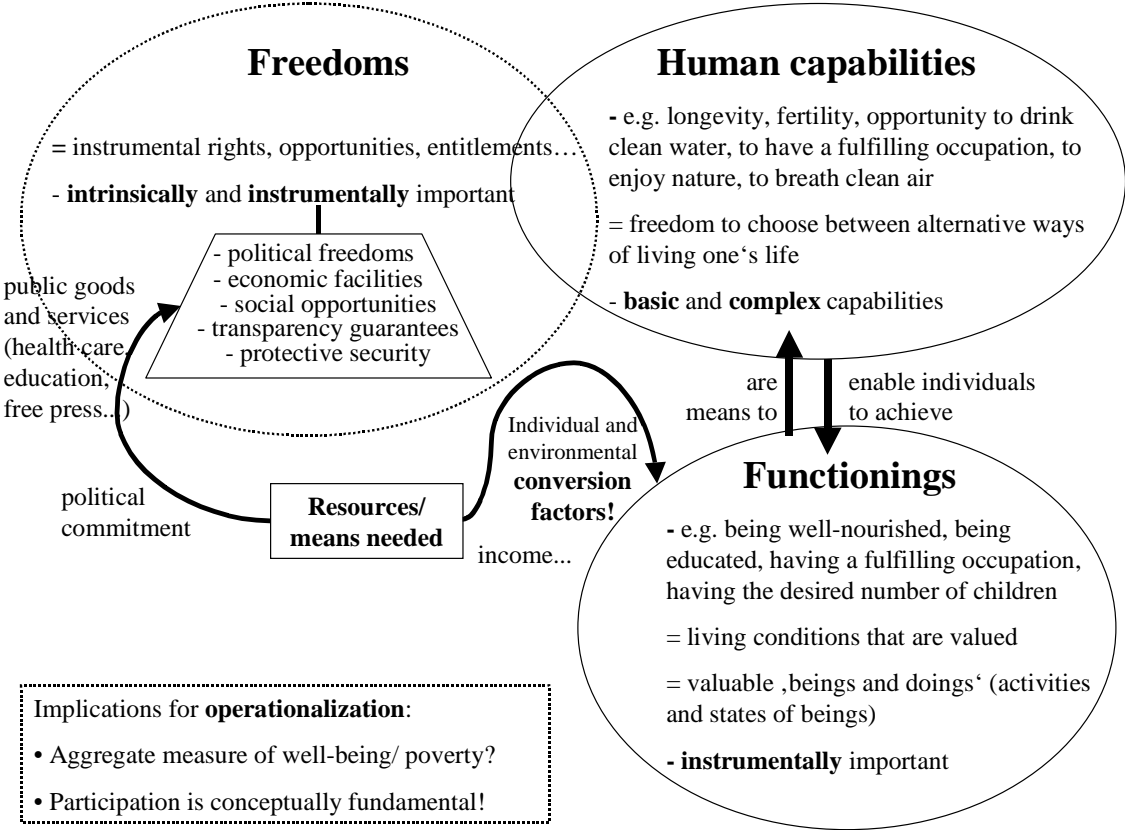 Freedoms
= instrumental rights, opportunities, entitlements…
- intrinsically and instrumentally important
- political freedoms
- economic facilities
- social opportunities
- transparency guarantees
- protective security
public goods
and services
(health care,
education,
free press...)
political
commitment
Resources/
means needed
Individual and
environmental
conversion
factors!
income...
Human capabilities
- e.g. longevity, fertility, opportunity to drink
clean water, to have a fulfilling occupation, to
enjoy nature, to breath clean air
= freedom to choose between alternative ways
of living one‘s life
- basic and complex capabilities
are
means to
enable individuals
to achieve
Functionings
- e.g. being well-nourished, being
educated, having a fulfilling occupation,
having the desired number of children
= living conditions that are valued
= valuable ‚beings and doings‘ (activities
and states of beings)
- instrumentally important
Implications for operationalization:
• Aggregate measure of well-being/ poverty?
• Participation is conceptually fundamental!